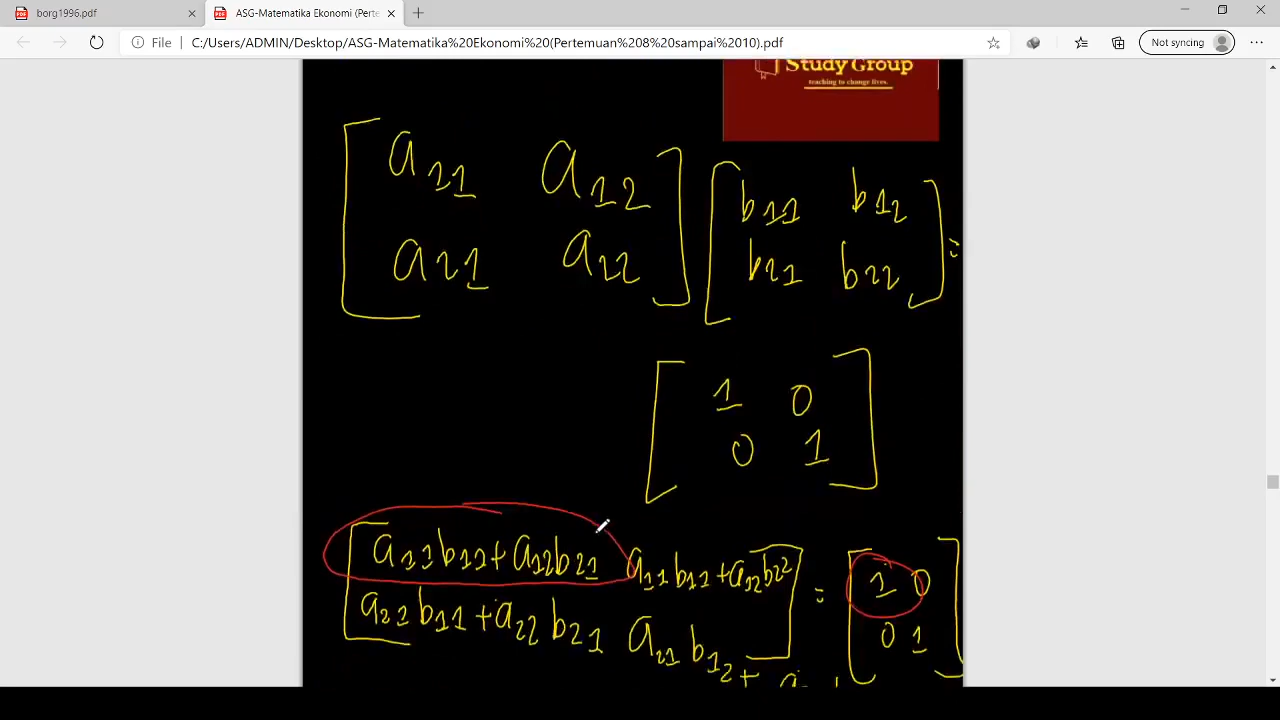 borg1996.pdf
ASG-Matematika Ekonomi (Perte
File C:/Users/ADMIN/Desktop/ASG-Matematika%20Ekonomi%20(Pertemuan%208%20sampai%2010).pdf Not syncing
Study Group
teaching to change lives.
a11 a12 b11 b12
a21 a22 b21 b22 =
1 0
0 1
a11b11+a12b21 a11b12+a12b22 = 1 0
a21b11+a22b21 a21b12+ 0 1